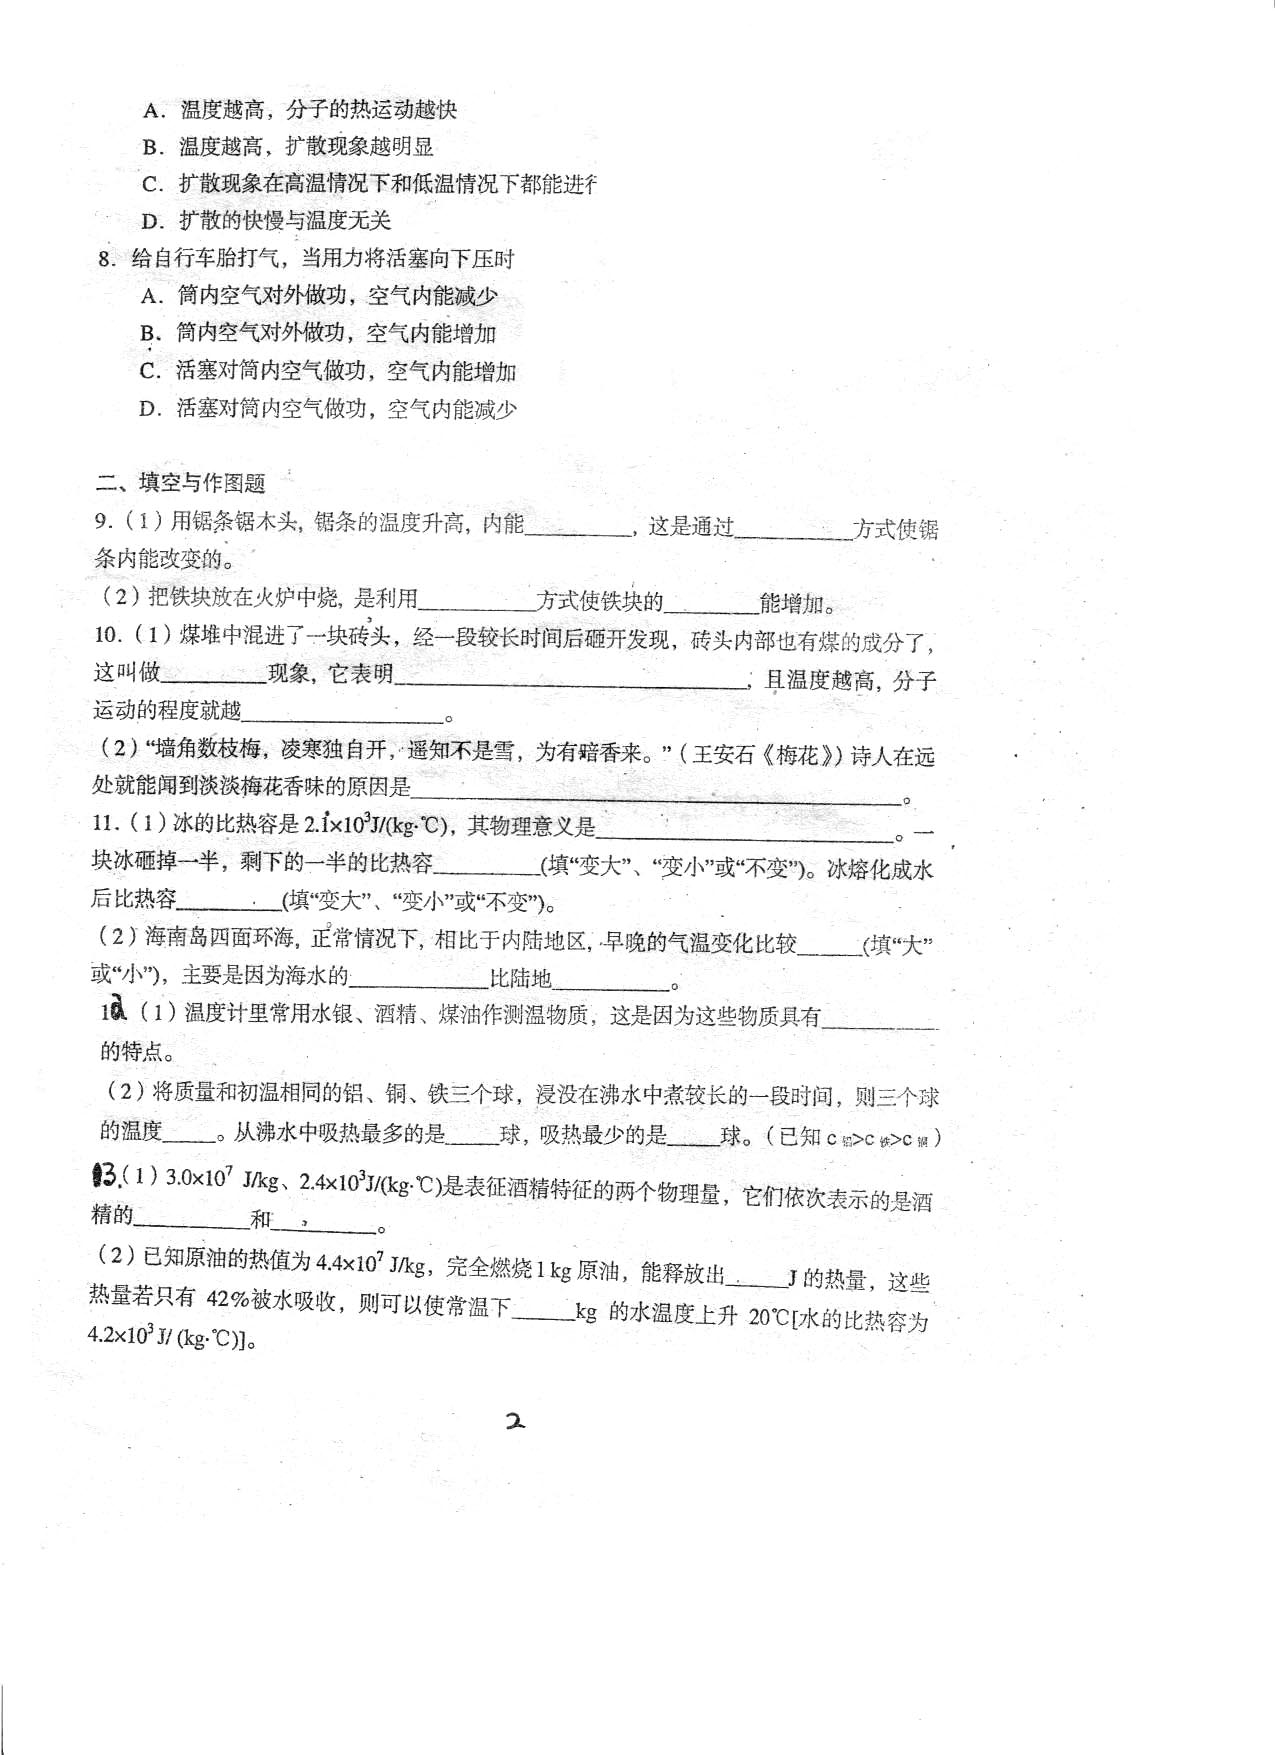 A．温度越高，分子的热运动越快
B．温度越高，扩散现象越明显
C．扩散现象在高温情况下和低温情况下都能进行
D．扩散的快慢与温度无关
8．给自行车胎打气，当用力将活塞向下压时
A．筒内空气对外做功，空气内能减少
B、筒内空气对外做功，空气内能增加
C．活塞对筒内空气做功，空气内能增加
D．活塞对筒内空气做功，空气内能减少
二、填空与作图题
9.（1）用锯条锯木头, 锯条的温度升高, 内能__________, 这是通过___________方式使锯
条内能改变的。
（2）把铁块放在火炉中烧, 是利用___________方式使铁块的_________能增加。
10.（1）煤堆中混进了一块砖头，经一段较长时间后砸开发现，砖头内部也有煤的成分了，
这叫做__________现象, 它表明_________________________________; 且温度越高, 分子
运动的程度就越___________________。
（2）“墙角数枝梅，凌寒独自开，遥知不是雪，为有暗香来。”（王安石《梅花》）诗人在远
处就能闻到淡淡梅花香味的原因是______________________________________________。
11.（1）冰的比热容是 2.1×10³J/(kg·℃)，其物理意义是____________________________。一
块冰砸掉一半，剩下的一半的比热容__________(填“变大”、“变小”或“不变”)。冰熔化成水
后比热容__________(填“变大”、“变小”或“不变”)。
（2）海南岛四面环海, 正常情况下, 相比于内陆地区, 早晚的气温变化比较______(填“大”
或“小”)，主要是因为海水的_____________比陆地___________。
12（1）温度计里常用水银、酒精、煤油作测温物质，这是因为这些物质具有___________
的特点。
（2）将质量和初温相同的铝、铜、铁三个球，浸没在沸水中煮较长的一段时间，则三个球
的温度_____。从沸水中吸热最多的是_____球，吸热最少的是_____球。（已知 c 铝>c 铁>c 铜）
13.（1）3.0×10⁷ J/kg、2.4×10³J/(kg·℃)是表征酒精特征的两个物理量，它们依次表示的是酒
精的___________和__________。
（2）已知原油的热值为 4.4×10⁷ J/kg，完全燃烧 1 kg 原油，能释放出______J 的热量，这些
热量若只有 42%被水吸收，则可以使常温下______kg 的水温度上升 20℃[水的比热容为
4.2×10³ J/ (kg·℃)]。
2